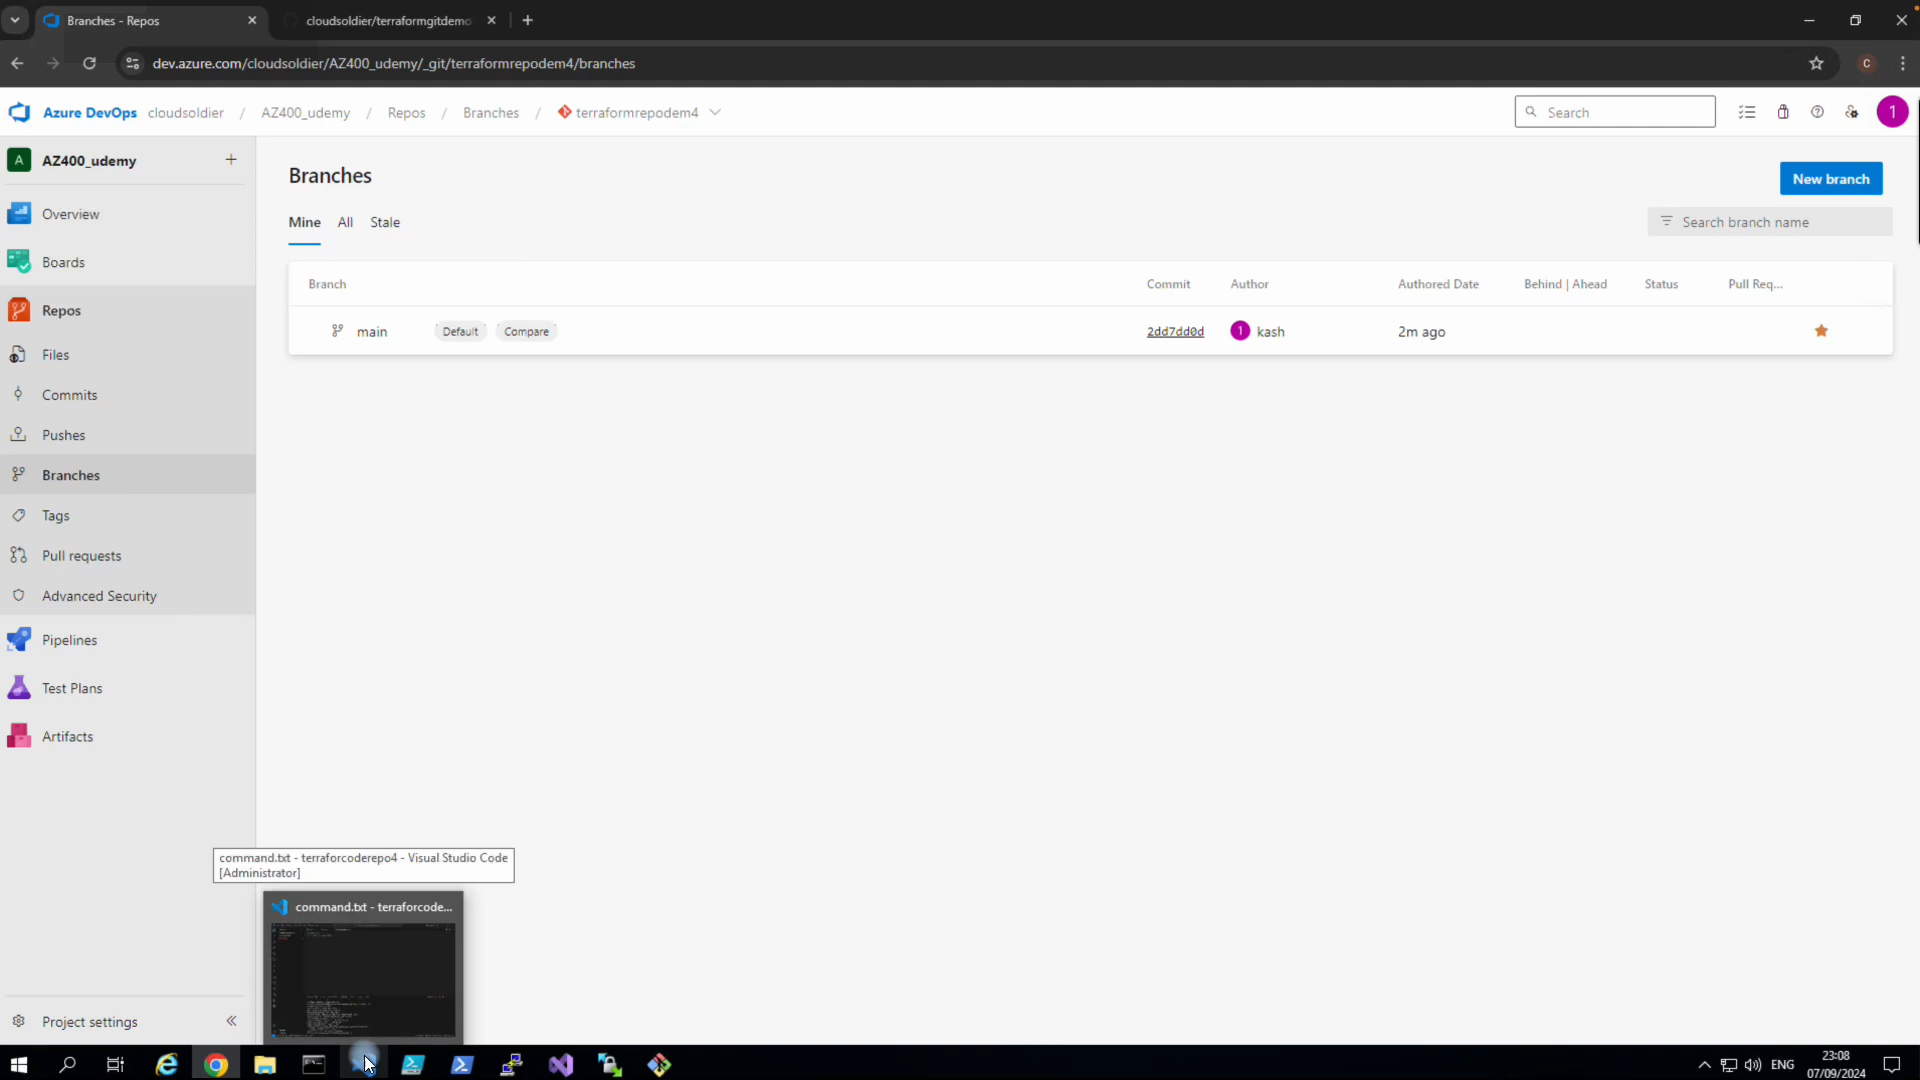 Branches - Repos
cloudsoldier/terraformgitdemo
dev.azure.com/cloudsoldier/AZ400_udemy/_git/terraformrepodem4/branches
C
Azure DevOps cloudsoldier / AZ400_udemy / Repos / Branches / terraformrepodem4
Search
1
A AZ400_udemy
Overview
Boards
Repos
Files
Commits
Pushes
Branches
Tags
Pull requests
Advanced Security
Pipelines
Test Plans
Artifacts
Project settings
Branches
New branch
Mine All Stale
Search branch name
Branch Commit Author Authored Date Behind | Ahead Status Pull Req...
main Default Compare 2dd7dd0d 1 kash 2m ago
command.txt - terraforcoderepo4 - Visual Studio Code
[Administrator]
command.txt - terraforcode...
ENG
23:08
07/09/2024